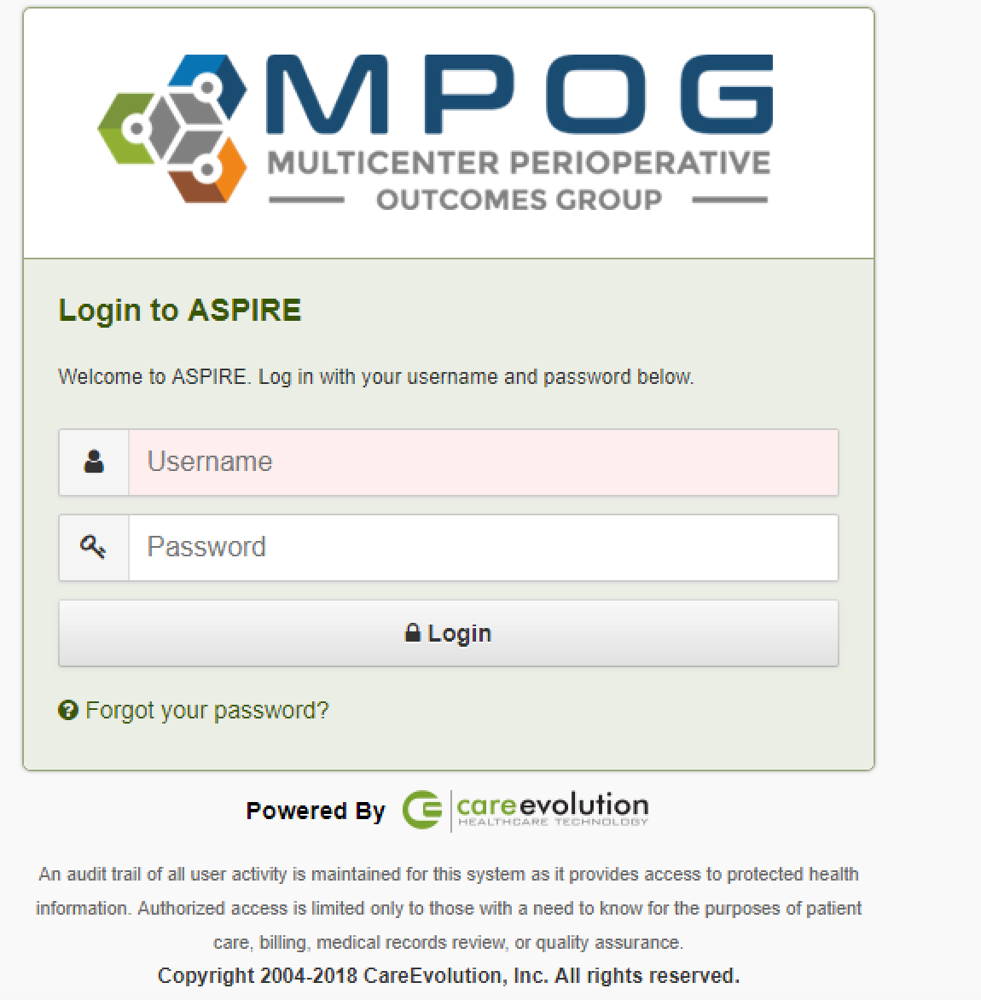 MPOG
MULTICENTER PERIOPERATIVE
OUTCOMES GROUP
Login to ASPIRE
Welcome to ASPIRE. Log in with your username and password below.
Username
Password
Login
Forgot your password?
Powered By careevolution
HEALTHCARE TECHNOLOGY
An audit trail of all user activity is maintained for this system as it provides access to protected health
information. Authorized access is limited only to those with a need to know for the purposes of patient
care, billing, medical records review, or quality assurance.
Copyright 2004-2018 CareEvolution, Inc. All rights reserved.